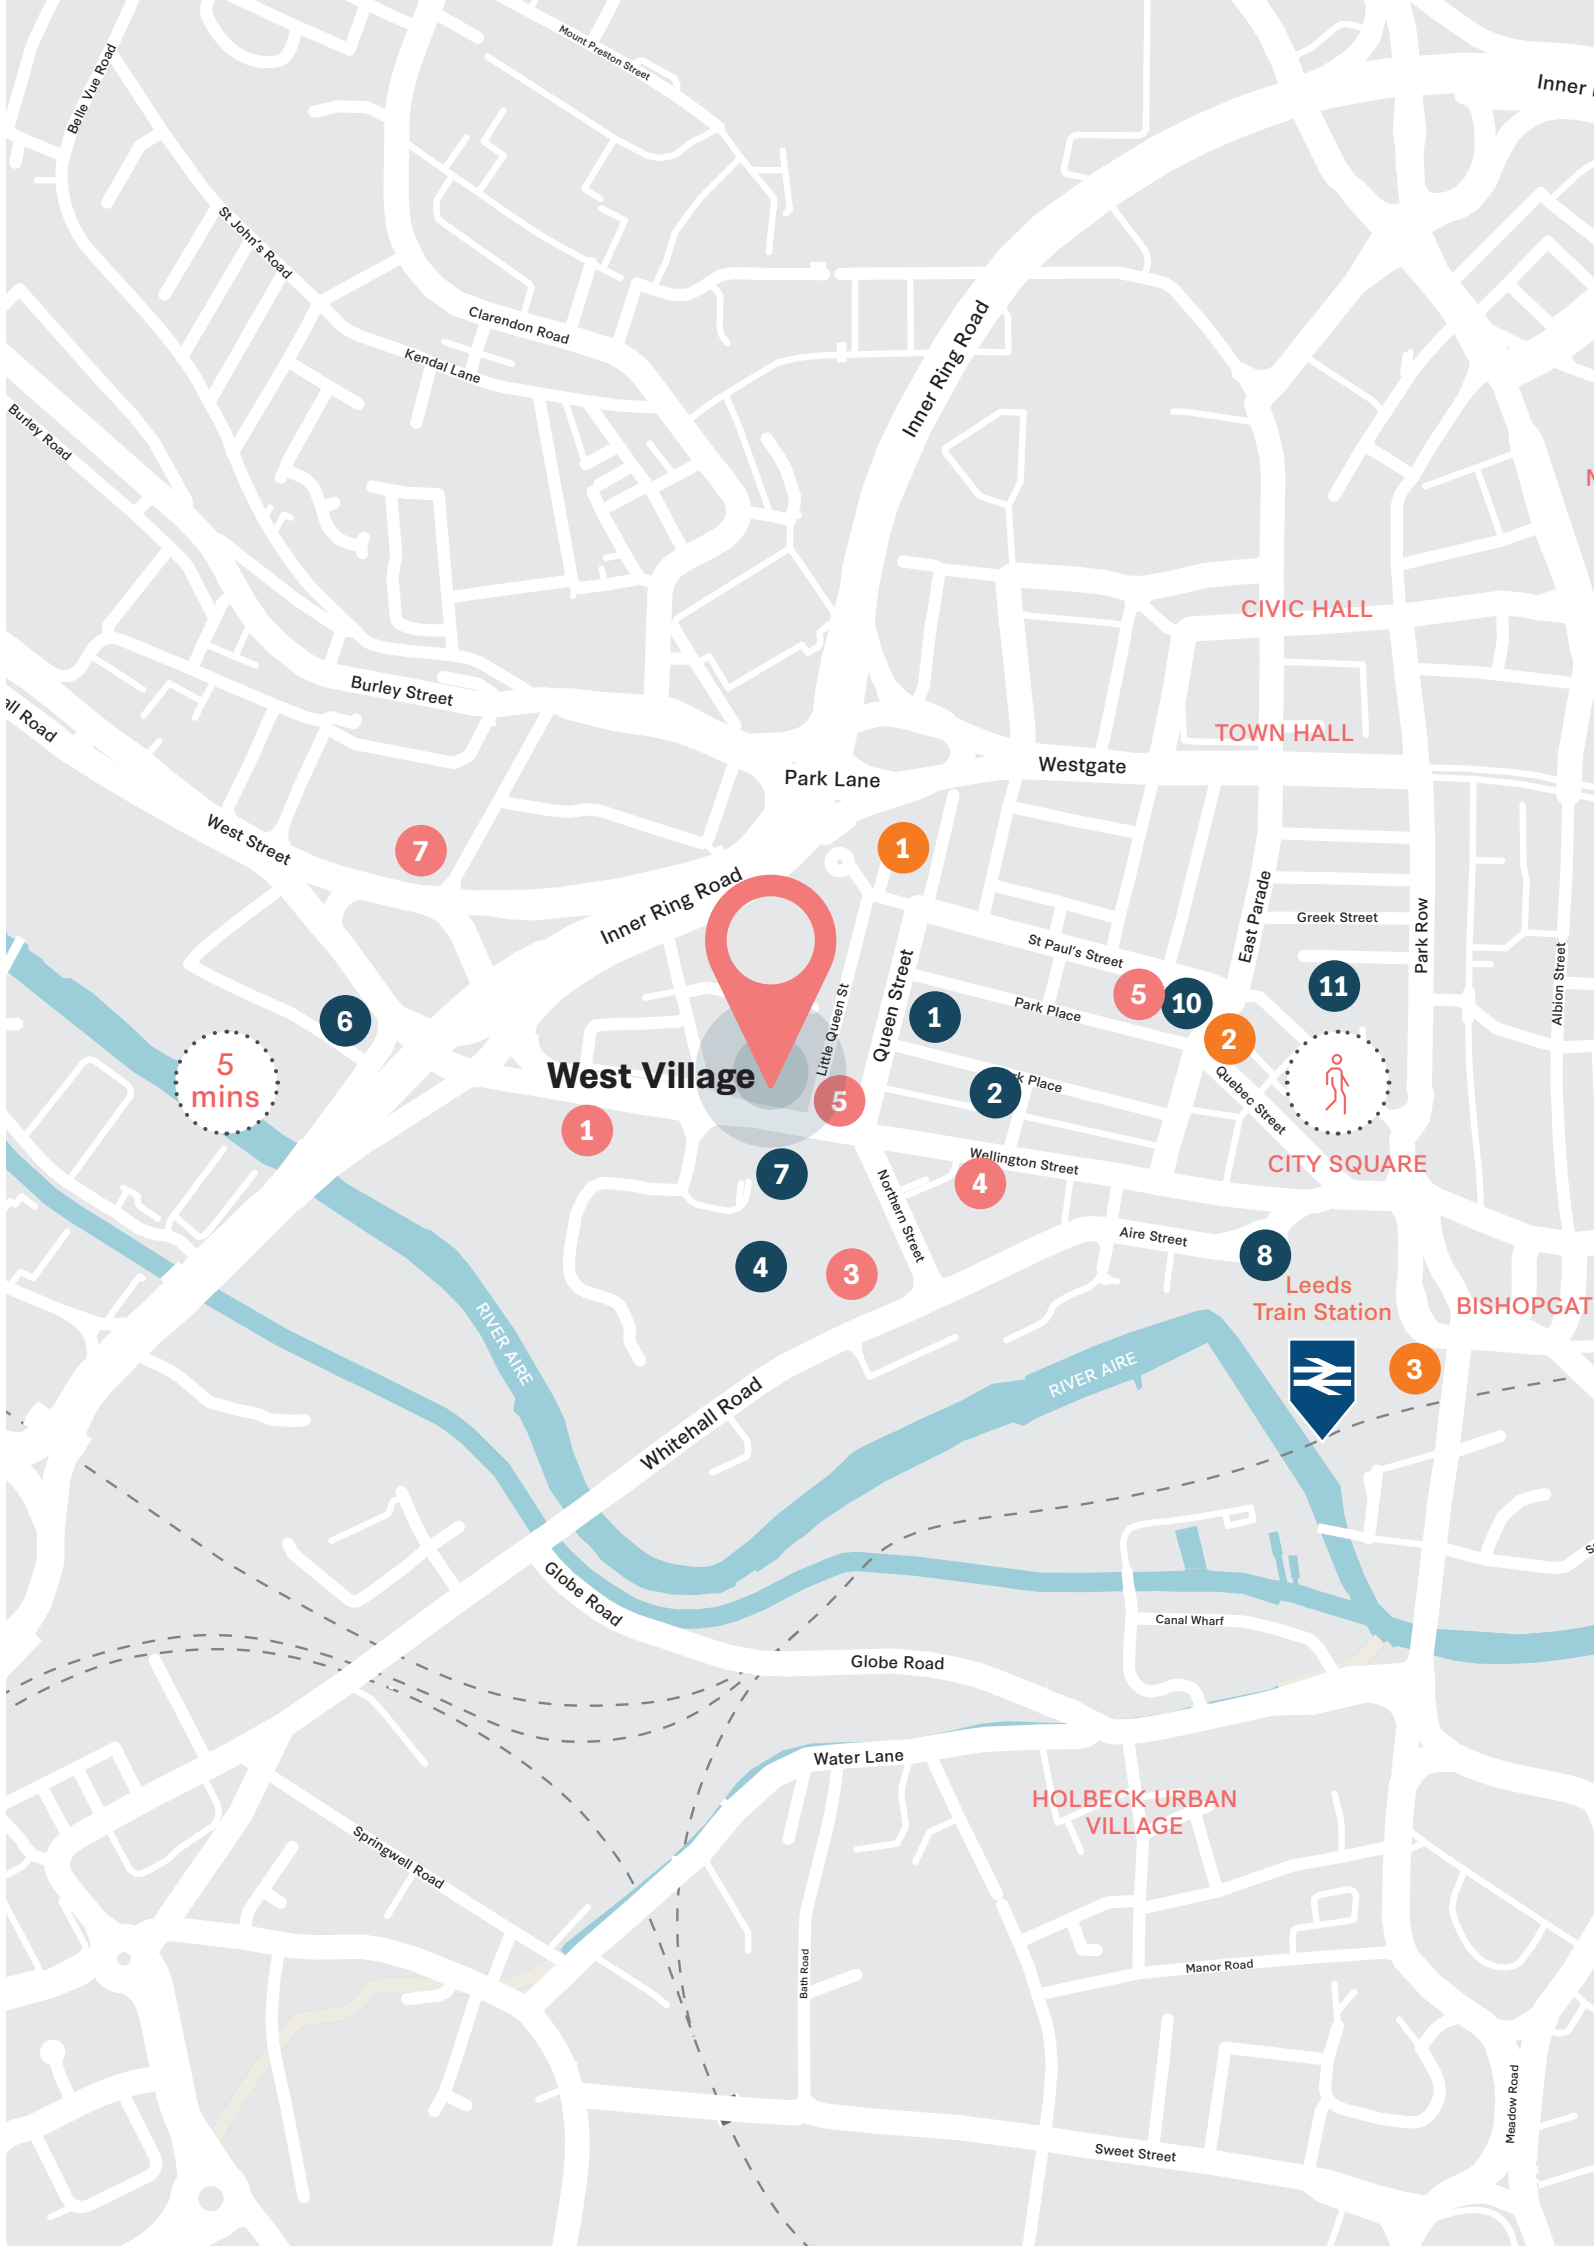 Mount Preston Street
Belle Vue Road
Inner
St John's Road
Clarendon Road
Kendal Lane
Inner Ring Road
Burley Road
CIVIC HALL
Burley Street
all Road
TOWN HALL
Westgate
Park Lane
West Street
7
1
Inner Ring Road
East Parade
Greek Street
Park Row
St Paul's Street
Queen Street
Albion Street
Little Queen St
Park Place
5
10
11
1
6
2
5
mins
West Village
5
2
k Place
Quebec Street
1
Wellington Street
CITY SQUARE
7
4
Northern Street
Aire Street
8
4
3
Leeds
Train Station
BISHOPGAT
RIVER AIRE
RIVER AIRE
3
Whitehall Road
Globe Road
Canal Wharf
Globe Road
Water Lane
HOLBECK URBAN
VILLAGE
Springwell Road
Bath Road
Manor Road
Meadow Road
Sweet Street